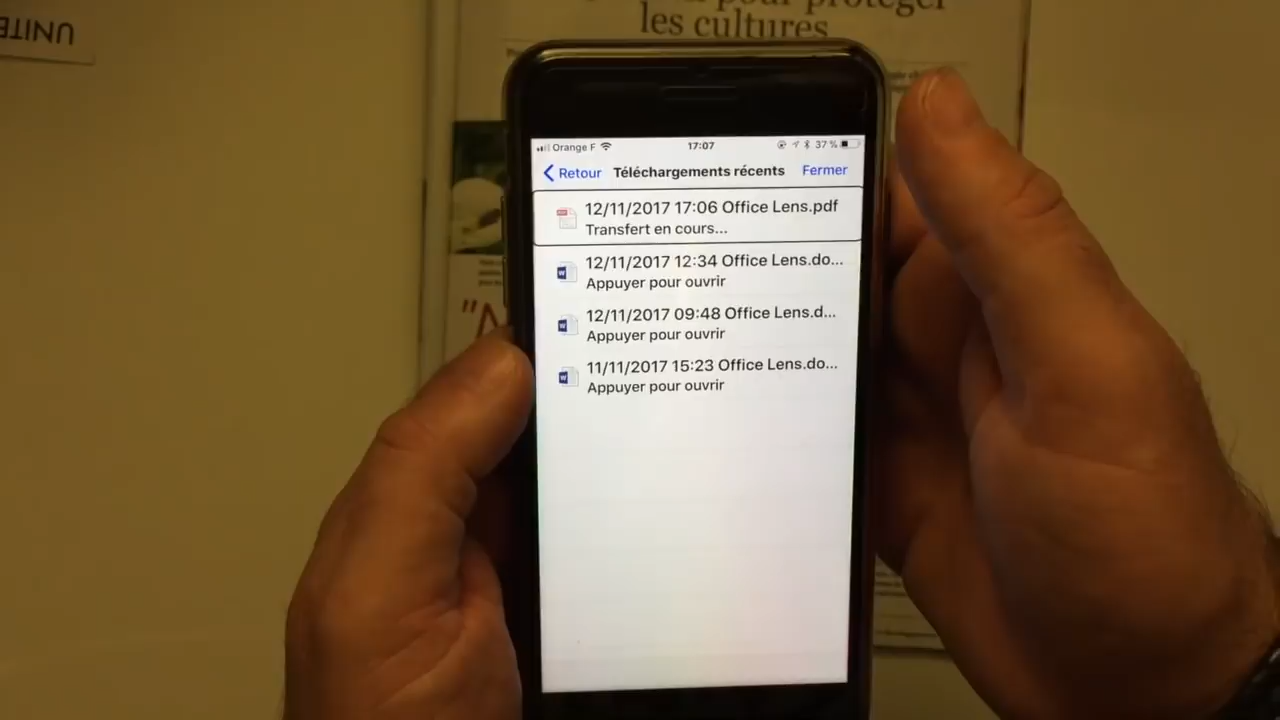 pour protéger
les cultures
UNITE
Orange F 17:07 37 %
Retour Téléchargements récents Fermer
12/11/2017 17:06 Office Lens.pdf
Transfert en cours...
12/11/2017 12:34 Office Lens.do...
Appuyer pour ouvrir
12/11/2017 09:48 Office Lens.d...
Appuyer pour ouvrir
11/11/2017 15:23 Office Lens.do...
Appuyer pour ouvrir